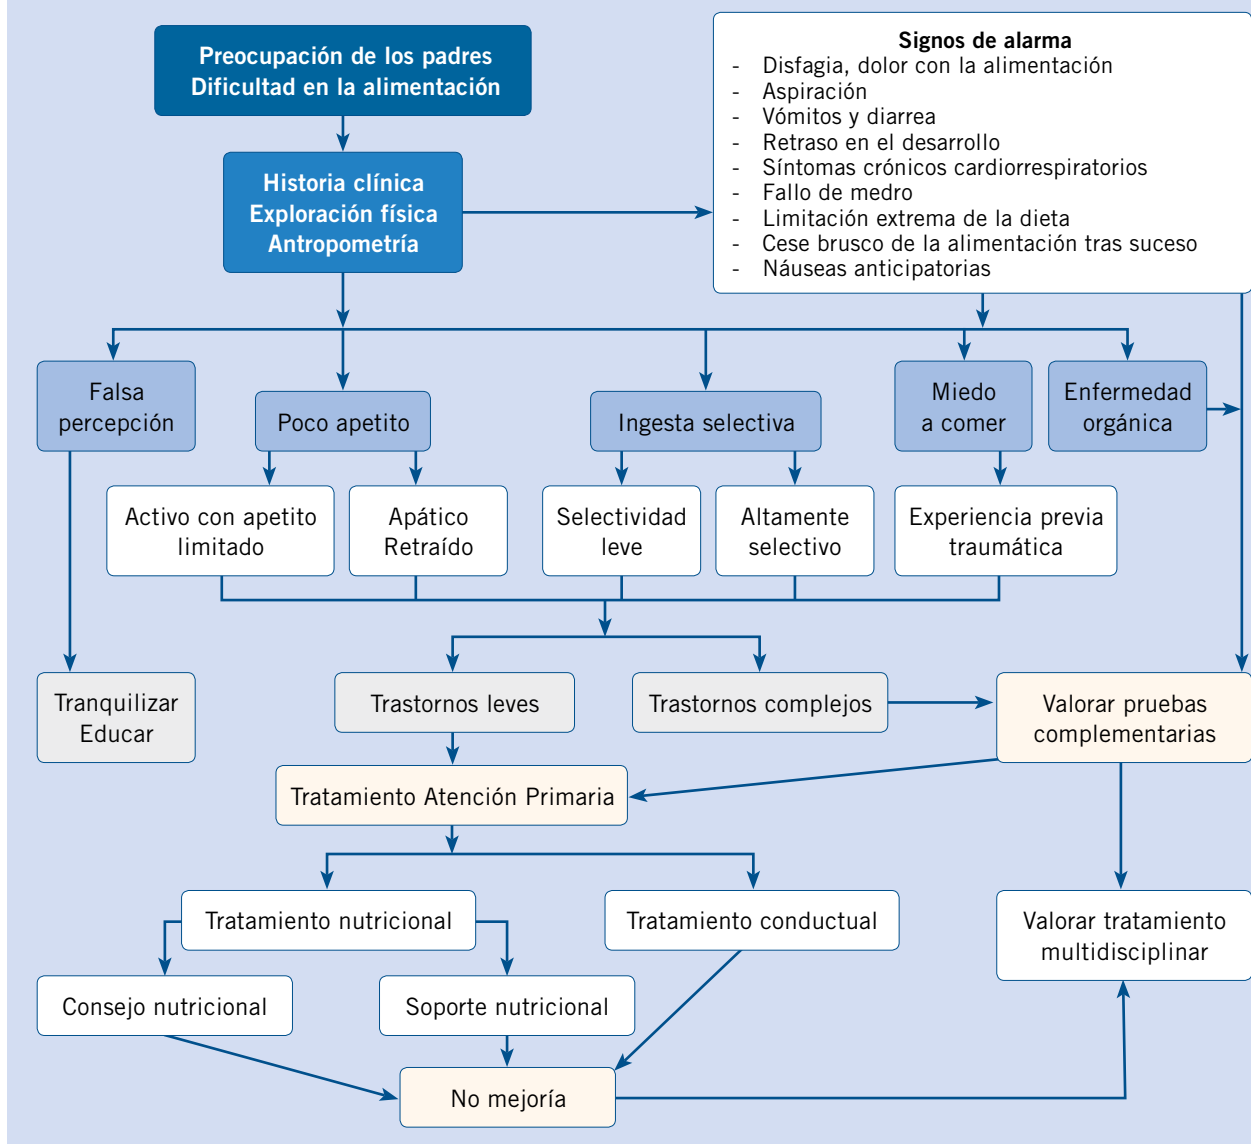 Preocupación de los padres
Dificultad en la alimentación
Signos de alarma
- Disfagia, dolor con la alimentación
- Aspiración
- Vómitos y diarrea
- Retraso en el desarrollo
- Síntomas crónicos cardiorrespiratorios
- Fallo de medro
- Limitación extrema de la dieta
- Cese brusco de la alimentación tras suceso
- Náuseas anticipatorias
Historia clínica
Exploración física
Antropometría
Falsa
percepción
Poco apetito
Ingesta selectiva
Miedo
a comer
Enfermedad
orgánica
Activo con apetito
limitado
Apático
Retraído
Selectividad
leve
Altamente
selectivo
Experiencia previa
traumática
Tranquilizar
Educar
Trastornos leves
Trastornos complejos
Valorar pruebas
complementarias
Tratamiento Atención Primaria
Tratamiento nutricional
Tratamiento conductual
Valorar tratamiento
multidisciplinar
Consejo nutricional
Soporte nutricional
No mejoría